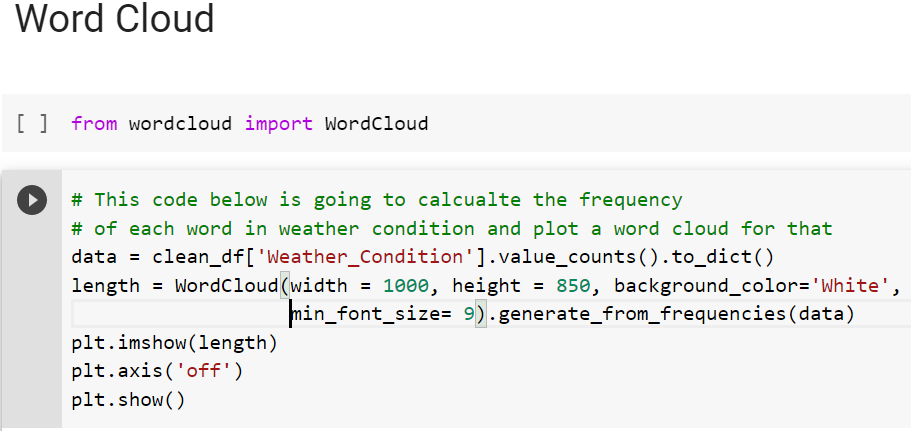 Word Cloud
[ ] from wordcloud import WordCloud
# This code below is going to calcualte the frequency
# of each word in weather condition and plot a word cloud for that
data = clean_df['Weather_Condition'].value_counts().to_dict()
length = WordCloud(width = 1000, height = 850, background_color='White',
min_font_size= 9).generate_from_frequencies(data)
plt.imshow(length)
plt.axis('off')
plt.show()